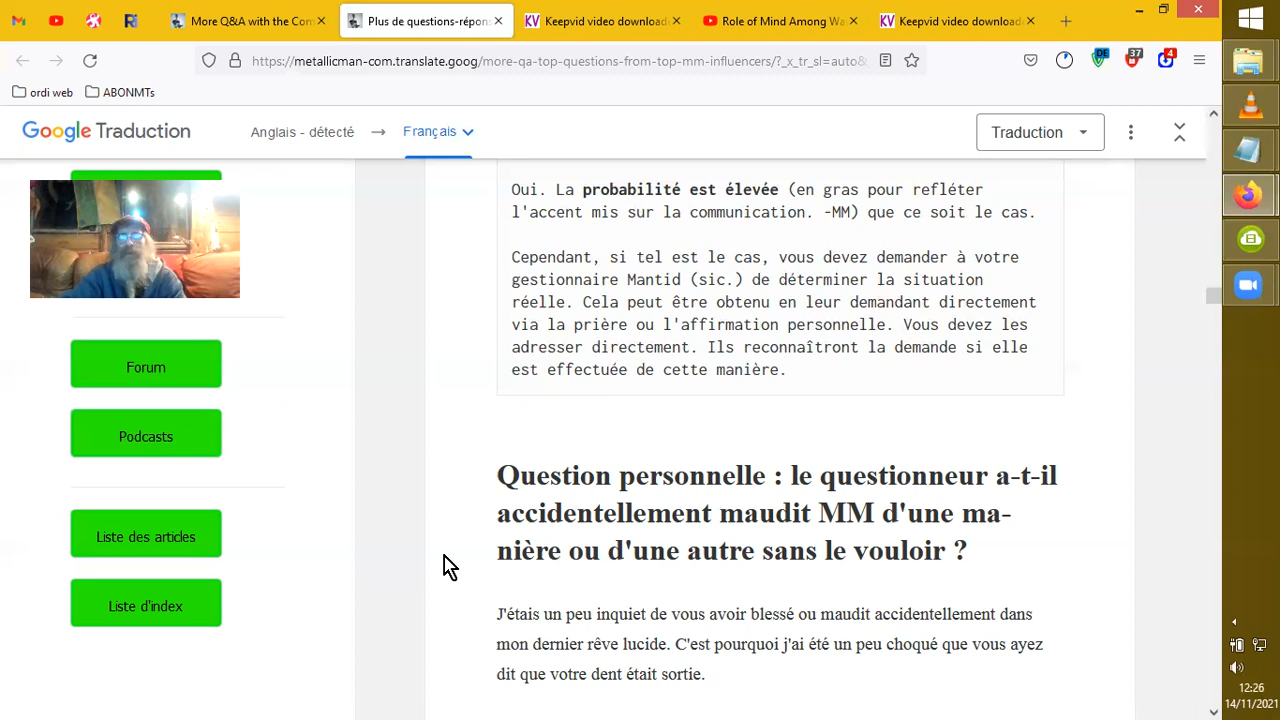 More Q&A with the Com
Plus de questions-répons
Keepvid video download
Role of Mind Among Wa
Keepvid video download
https://metallicman-com.translate.goog/more-qa-top-questions-from-top-mm-influencers/?_x_tr_sl=auto&
DE
37
4
ordi web
ABONMTs
Google Traduction
Anglais - détecté
Français
Traduction
Oui. La probabilité est élevée (en gras pour refléter
l'accent mis sur la communication. -MM) que ce soit le cas.
Cependant, si tel est le cas, vous devez demander à votre
gestionnaire Mantid (sic.) de déterminer la situation
réelle. Cela peut être obtenu en leur demandant directement
via la prière ou l'affirmation personnelle. Vous devez les
adresser directement. Ils reconnaîtront la demande si elle
est effectuée de cette manière.
Forum
Podcasts
Liste des articles
Liste d'index
Question personnelle : le questionneur a-t-il
accidentellement maudit MM d'une ma-
nière ou d'une autre sans le vouloir ?
J'étais un peu inquiet de vous avoir blessé ou maudit accidentellement dans
mon dernier rêve lucide. C'est pourquoi j'ai été un peu choqué que vous ayez
dit que votre dent était sortie.
12:26
14/11/2021